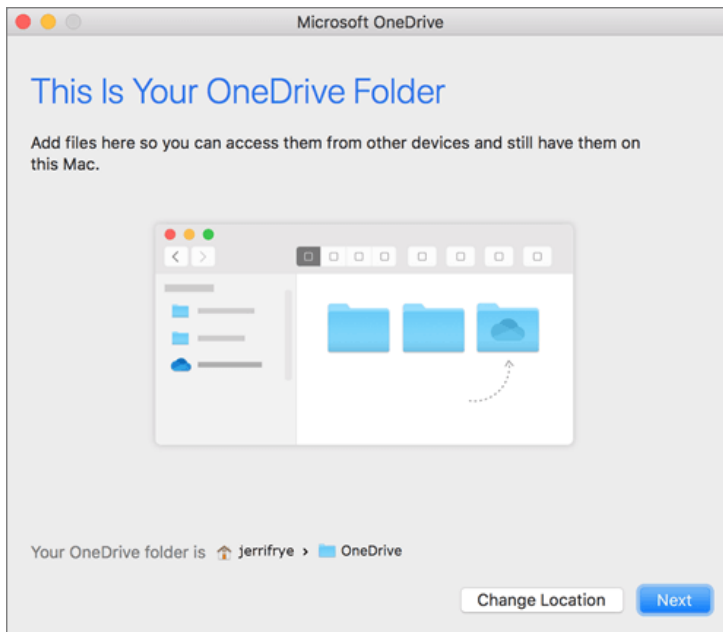 Microsoft OneDrive
This Is Your OneDrive Folder
Add files here so you can access them from other devices and still have them on
this Mac.
Your OneDrive folder is jerrifrye › OneDrive
Change Location Next